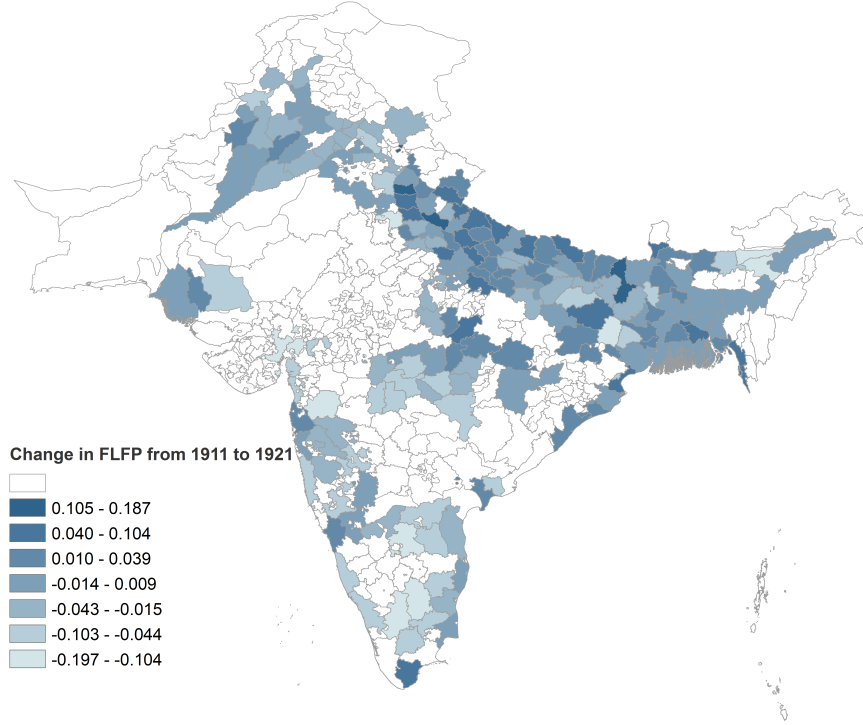 Change in FLFP from 1911 to 1921
0.105 - 0.187
0.040 - 0.104
0.010 - 0.039
-0.014 - 0.009
-0.043 - -0.015
-0.103 - -0.044
-0.197 - -0.104